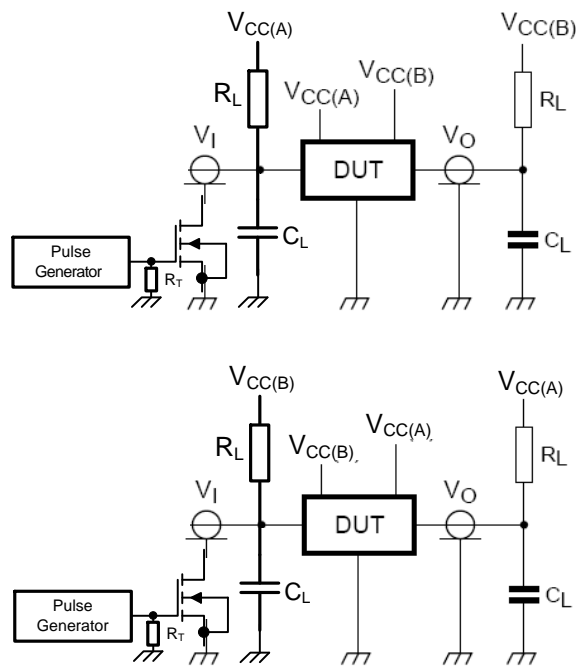 VCC(A)
VCC(B)
RL
VCC(B)
VCC(A)
RL
VI
VO
DUT
Pulse
Generator
RT
CL
CL
VCC(B)
VCC(A)
RL
VCC(A)
VCC(B)
RL
VI
VO
DUT
Pulse
Generator
RT
CL
CL